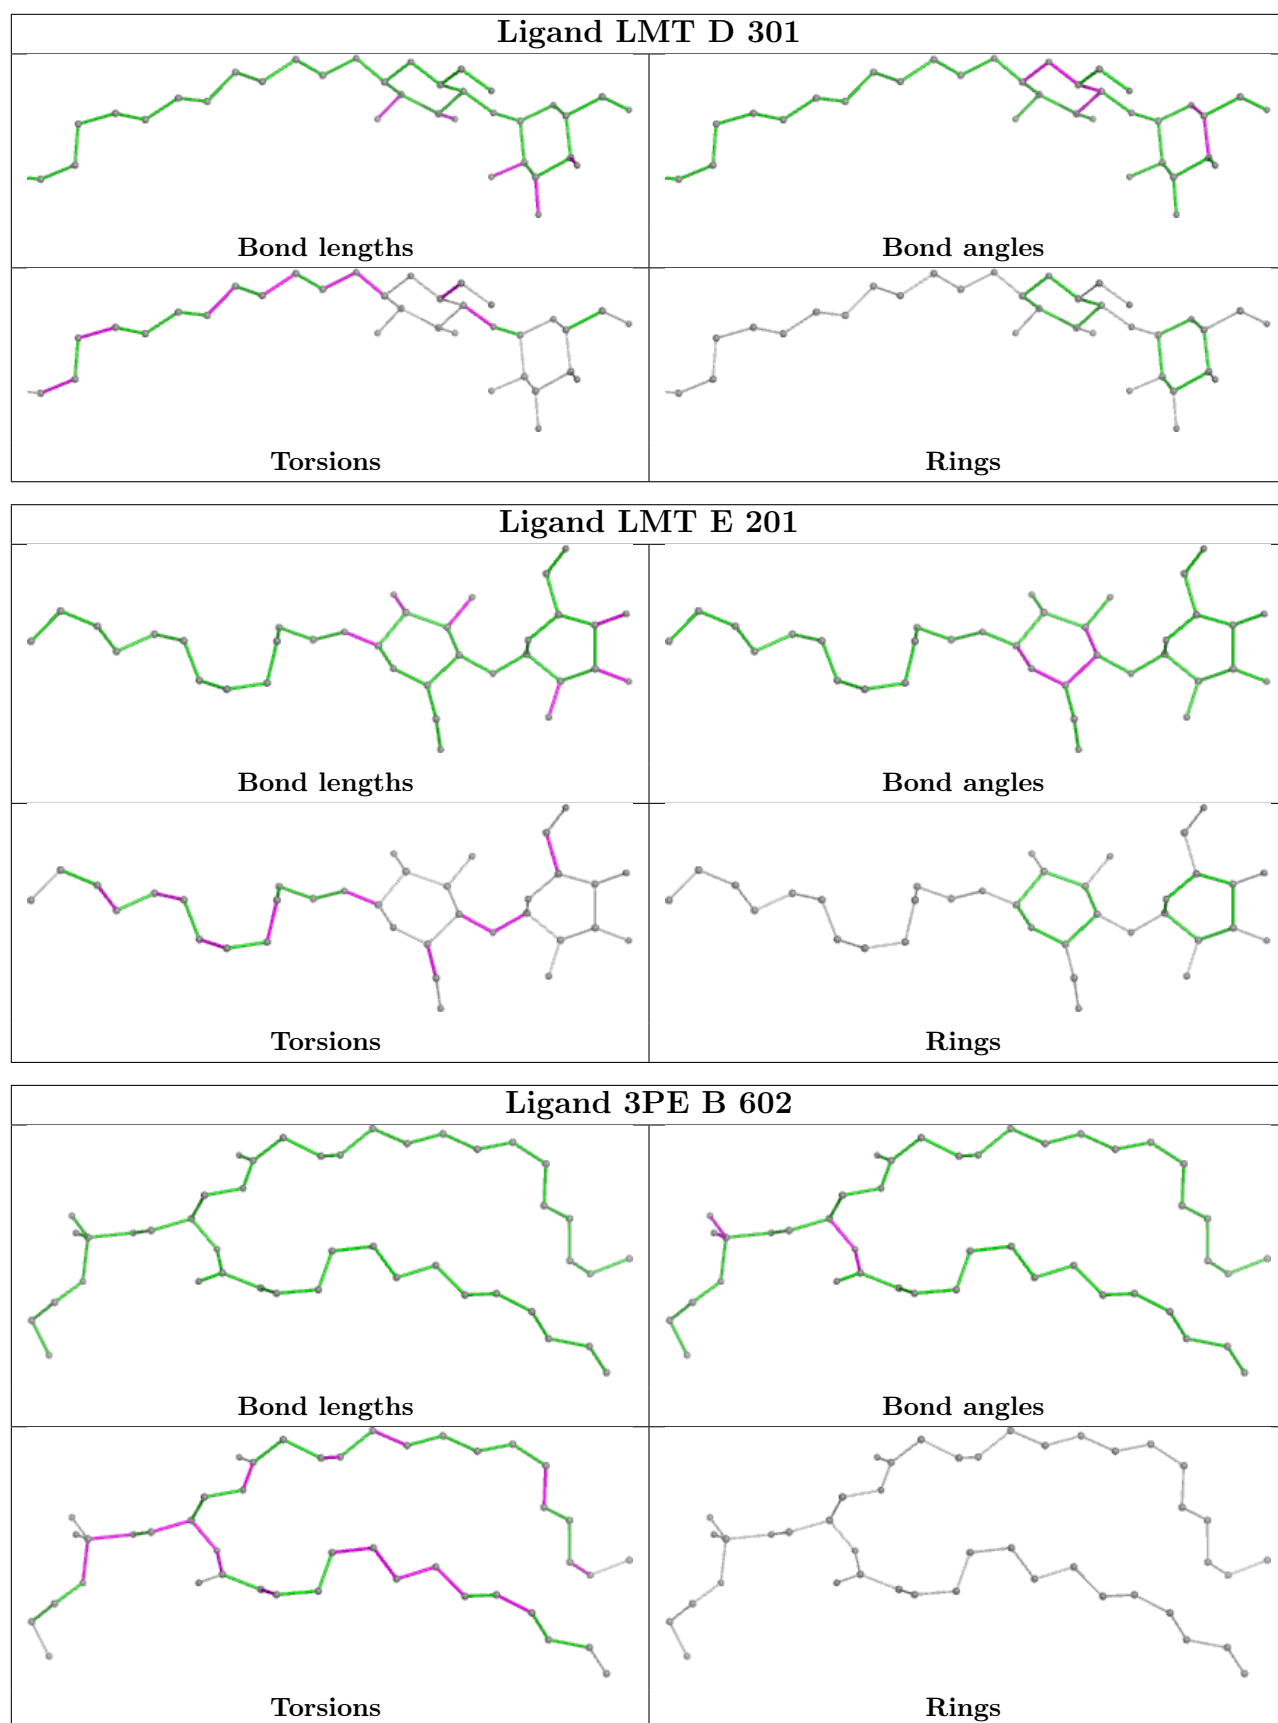 Ligand LMT D 301
Bond lengths
Bond angles
Torsions
Rings
Ligand LMT E 201
Bond lengths
Bond angles
Torsions
Rings
Ligand 3PE B 602
Bond lengths
Bond angles
Torsions
Rings